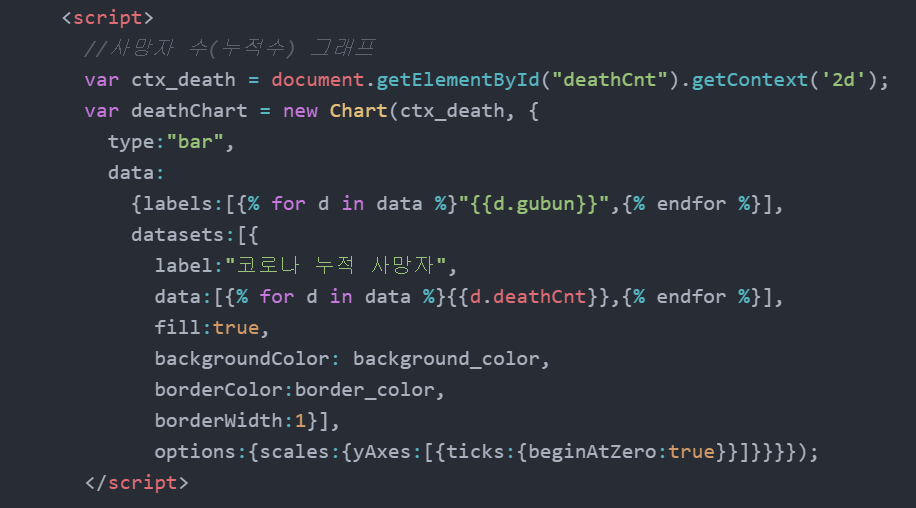 <script>
//사망자 수(누적수) 그래프
var ctx_death = document.getElementById("deathCnt").getContext('2d');
var deathChart = new Chart(ctx_death, {
type:"bar",
data:
{labels:[{% for d in data %}"{{d.gubun}}",{% endfor %}],
datasets:[{
label:"코로나 누적 사망자",
data:[{% for d in data %}{{d.deathCnt}},{% endfor %}],
fill:true,
backgroundColor: background_color,
borderColor:border_color,
borderWidth:1}],
options:{scales:{yAxes:[{ticks:{beginAtZero:true}}]}}}});
</script>